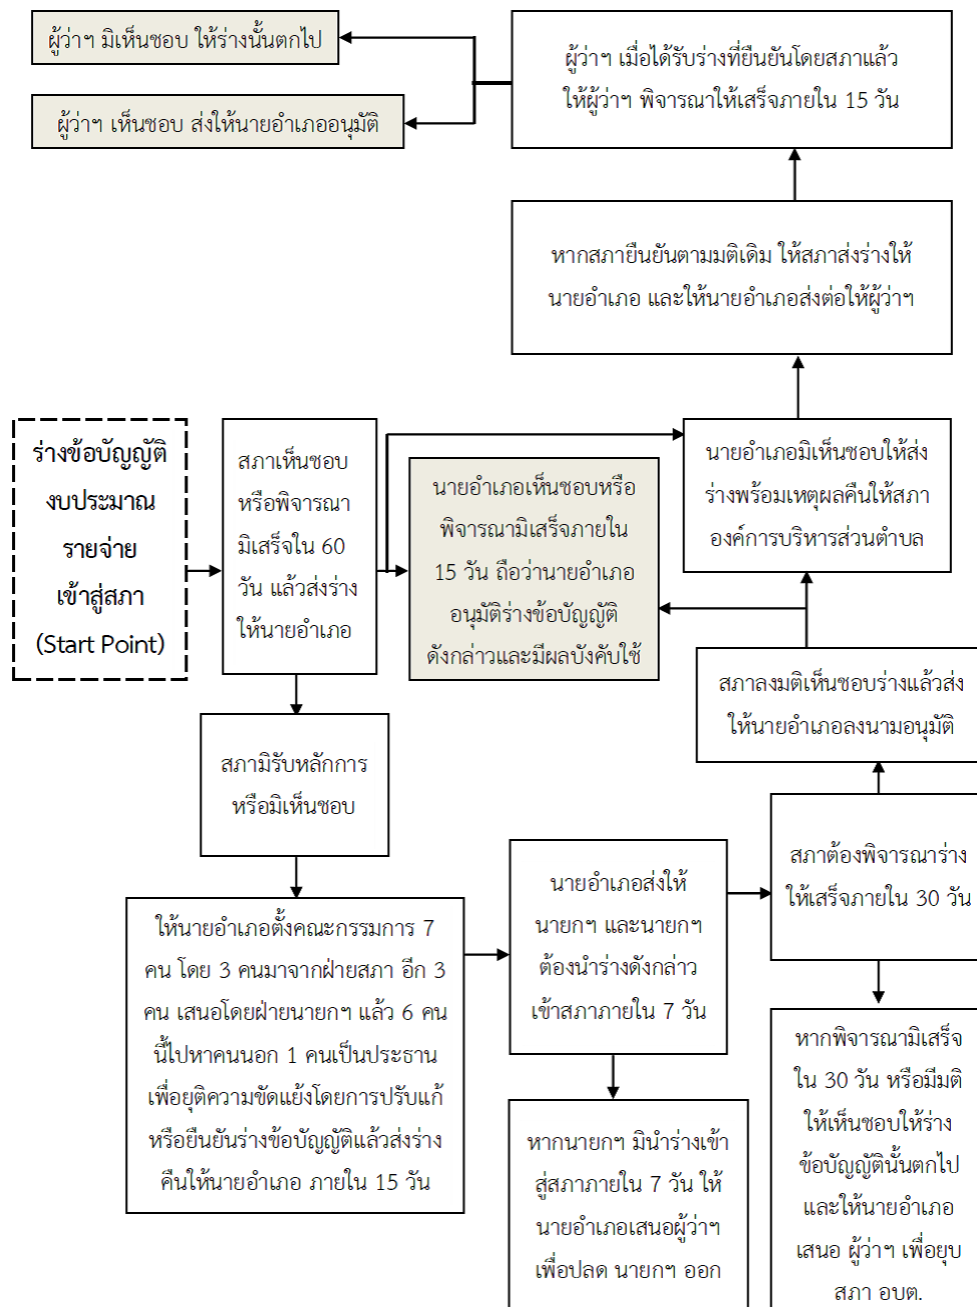 ผู้ว่าฯ มิเห็นชอบ ให้ร่างนั้นตกไป
ผู้ว่าฯ เห็นชอบ ส่งให้นายอำเภออนุมัติ
ผู้ว่าฯ เมื่อได้รับร่างที่ยืนยันโดยสภาแล้ว
ให้ผู้ว่าฯ พิจารณาให้เสร็จภายใน 15 วัน
หากสภายืนยันตามมติเดิม ให้สภาส่งร่างให้
นายอำเภอ และให้นายอำเภอส่งต่อให้ผู้ว่าฯ
ร่างข้อบัญญัติ
งบประมาณ
รายจ่าย
เข้าสู่สภา
(Start Point)
สภาเห็นชอบ
หรือพิจารณา
มิเสร็จใน 60
วัน แล้วส่งร่าง
ให้นายอำเภอ
นายอำเภอเห็นชอบหรือ
พิจารณามิเสร็จภายใน
15 วัน ถือว่านายอำเภอ
อนุมัติร่างข้อบัญญัติ
ดังกล่าวและมีผลบังคับใช้
นายอำเภอมิเห็นชอบให้ส่ง
ร่างพร้อมเหตุผลคืนให้สภา
องค์การบริหารส่วนตำบล
สภาลงมติเห็นชอบร่างแล้วส่ง
ให้นายอำเภอลงนามอนุมัติ
สภามิรับหลักการ
หรือมิเห็นชอบ
ให้นายอำเภอตั้งคณะกรรมการ 7
คน โดย 3 คนมาจากฝ่ายสภา อีก 3
คน เสนอโดยฝ่ายนายกฯ แล้ว 6 คน
นี้ไปหาคนนอก 1 คนเป็นประธาน
เพื่อยุติความขัดแย้งโดยการปรับแก้
หรือยืนยันร่างข้อบัญญัติแล้วส่งร่าง
คืนให้นายอำเภอ ภายใน 15 วัน
นายอำเภอส่งให้
นายกฯ และนายกฯ
ต้องนำร่างดังกล่าว
เข้าสภาภายใน 7 วัน
หากนายกฯ มินำร่างเข้า
สู่สภาภายใน 7 วัน ให้
นายอำเภอเสนอผู้ว่าฯ
เพื่อปลด นายกฯ ออก
สภาต้องพิจารณาร่าง
ให้เสร็จภายใน 30 วัน
หากพิจารณามิเสร็จ
ใน 30 วัน หรือมีมติ
ให้เห็นชอบให้ร่าง
ข้อบัญญัตินั้นตกไป
และให้นายอำเภอ
เสนอ ผู้ว่าฯ เพื่อยุบ
สภา อบต.